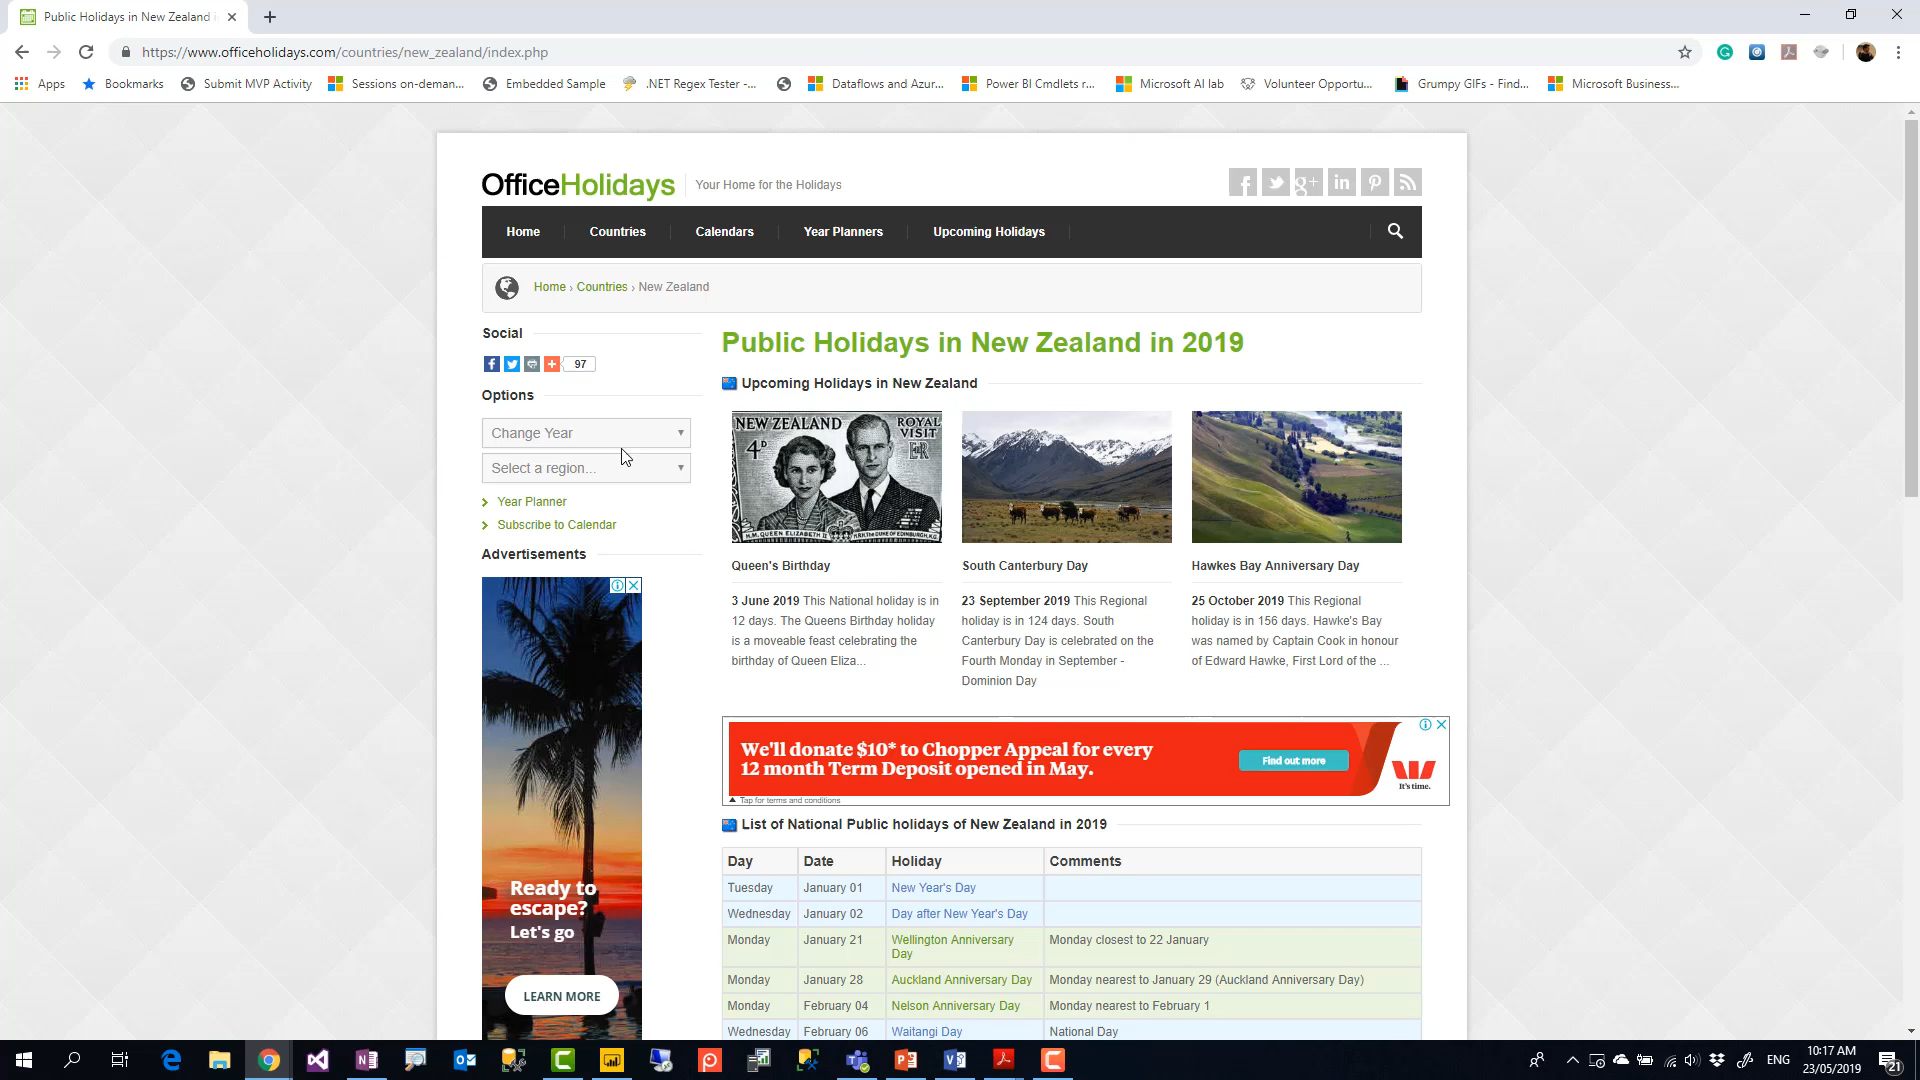 Public Holidays in New Zealand i
https://www.officeholidays.com/countries/new_zealand/index.php
Apps
Bookmarks
Submit MVP Activity
Sessions on-deman...
Embedded Sample
.NET Regex Tester -...
Dataflows and Azur...
Power BI Cmdlets r...
Microsoft AI lab
Volunteer Opportu...
Grumpy GIFs - Find...
Microsoft Business...
OfficeHolidays
Your Home for the Holidays
Home
Countries
Calendars
Year Planners
Upcoming Holidays
Home › Countries › New Zealand
Social
97
Options
Change Year
Select a region...
Year Planner
Subscribe to Calendar
Advertisements
Ready to
escape?
Let's go
LEARN MORE
Public Holidays in New Zealand in 2019
Upcoming Holidays in New Zealand
NEW ZEALAND
ROYAL
VISIT
4D
H.M. QUEEN ELIZABETH II
H.R.H. THE DUKE OF EDINBURGH, K.G.
Queen's Birthday
3 June 2019 This National holiday is in
12 days. The Queens Birthday holiday
is a moveable feast celebrating the
birthday of Queen Eliza...
South Canterbury Day
23 September 2019 This Regional
holiday is in 124 days. South
Canterbury Day is celebrated on the
Fourth Monday in September -
Dominion Day
Hawkes Bay Anniversary Day
25 October 2019 This Regional
holiday is in 156 days. Hawke's Bay
was named by Captain Cook in honour
of Edward Hawke, First Lord of the ...
We'll donate $10* to Chopper Appeal for every
12 month Term Deposit opened in May.
Find out more
It's time.
Tap for terms and conditions
List of National Public holidays of New Zealand in 2019
Day Date Holiday Comments
Tuesday January 01 New Year's Day
Wednesday January 02 Day after New Year's Day
Monday January 21 Wellington Anniversary Monday closest to 22 January
Day
Monday January 28 Auckland Anniversary Day Monday nearest to January 29 (Auckland Anniversary Day)
Monday February 04 Nelson Anniversary Day Monday nearest to February 1
Wednesday February 06 Waitangi Day National Day
ENG
10:17 AM
23/05/2019
21